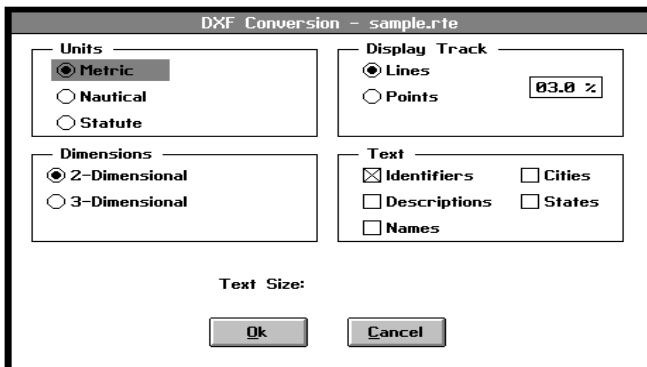 DXF Conversion - sample.rte
Units
Metric
Nautical
Statute
Display Track
Lines
Points
03.0 %
Dimensions
2-Dimensional
3-Dimensional
Text
Identifiers
Cities
Descriptions
States
Names
Text Size:
Ok
Cancel